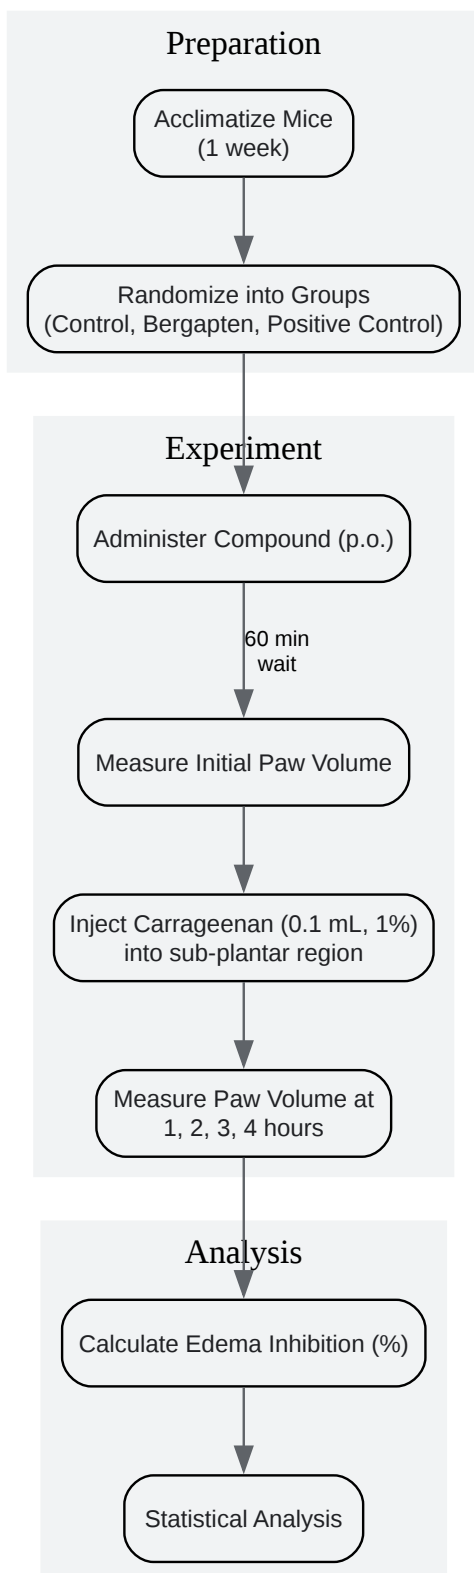 Preparation
Acclimatize Mice
(1 week)
Randomize into Groups
(Control, Bergapten, Positive Control)
Experiment
Administer Compound (p.o.)
60 min
wait
Measure Initial Paw Volume
Inject Carrageenan (0.1 mL, 1%)
into sub-plantar region
Measure Paw Volume at
1, 2, 3, 4 hours
Analysis
Calculate Edema Inhibition (%)
Statistical Analysis